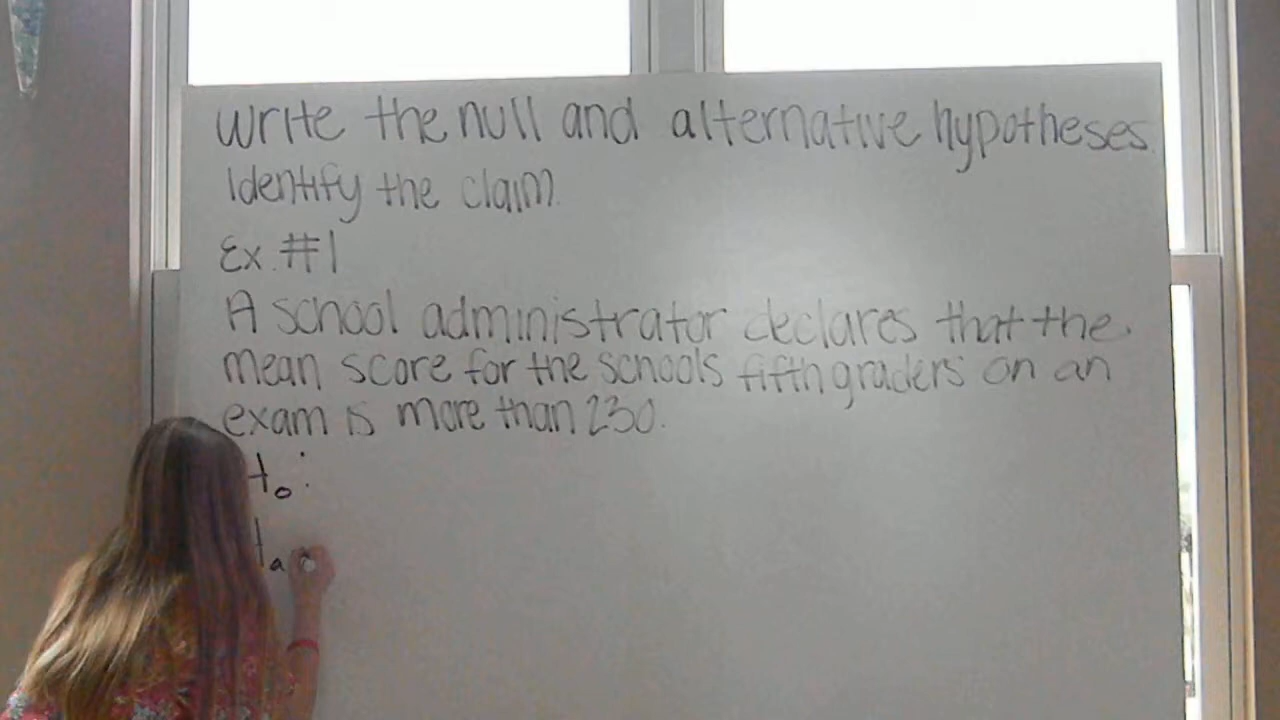 Write the null and alternative hypotheses.
Identify the claim.
Ex. #1
A school administrator declares that the
mean score for the schools fifth graders on an
exam is more than 230.
H₀:
Hₐ